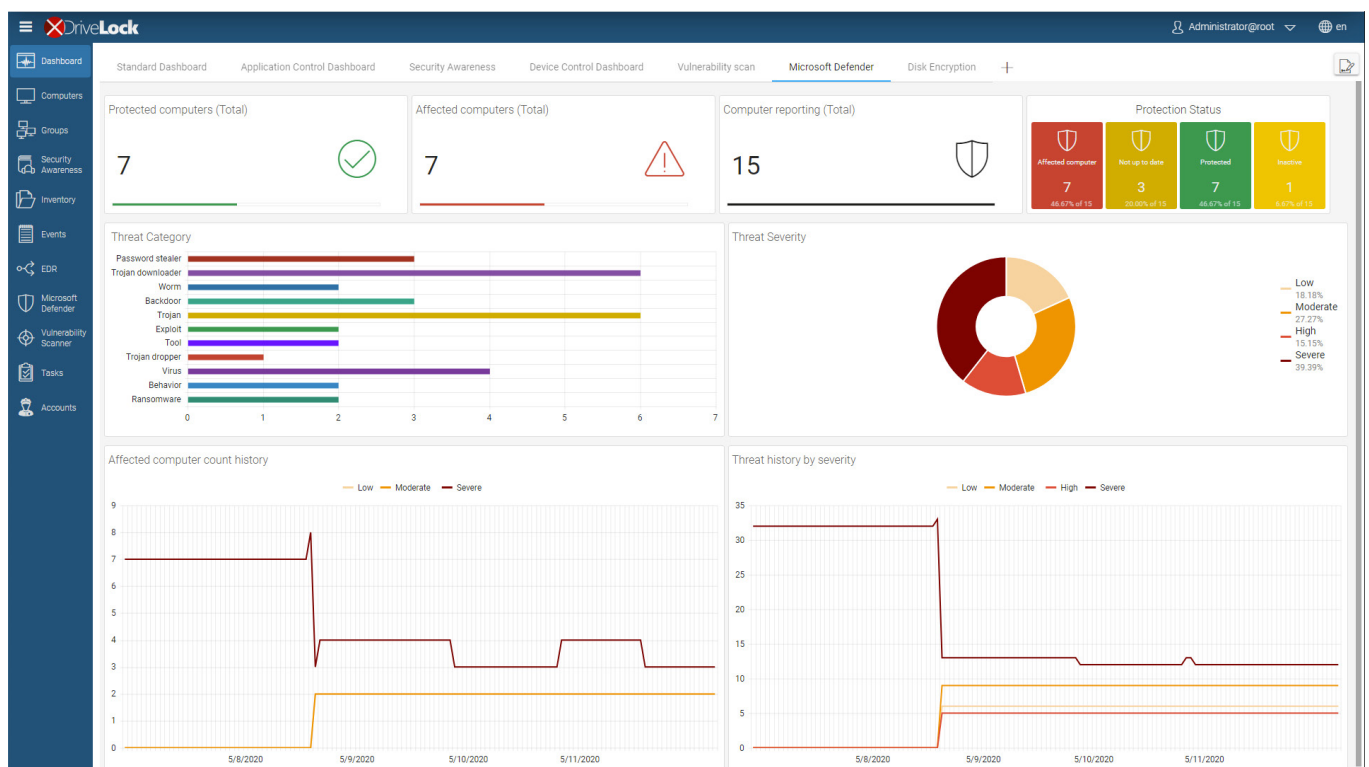 DriveLock
Administrator@root
en
Dashboard
Computers
Groups
Security
Awareness
Inventory
Events
EDR
Microsoft
Defender
Vulnerability
Scanner
Tasks
Accounts
Standard Dashboard
Application Control Dashboard
Security Awareness
Device Control Dashboard
Vulnerability scan
Microsoft Defender
Disk Encryption
Protected computers (Total)
7
Affected computers (Total)
7
Computer reporting (Total)
15
Protection Status
Affected computer
7
46.67% of 15
Not up to date
3
20.00% of 15
Protected
7
46.67% of 15
Inactive
1
6.67% of 15
Threat Category
Password stealer
Trojan downloader
Worm
Backdoor
Trojan
Exploit
Tool
Trojan dropper
Virus
Behavior
Ransomware
0 1 2 3 4 5 6 7
Threat Severity
Low
18.18%
Moderate
27.27%
High
15.15%
Severe
39.39%
Affected computer count history
Low Moderate Severe
9
8
7
6
5
4
3
2
1
0
5/8/2020 5/9/2020 5/10/2020 5/11/2020
Threat history by severity
Low Moderate High Severe
35
30
25
20
15
10
5
0
5/8/2020 5/9/2020 5/10/2020 5/11/2020